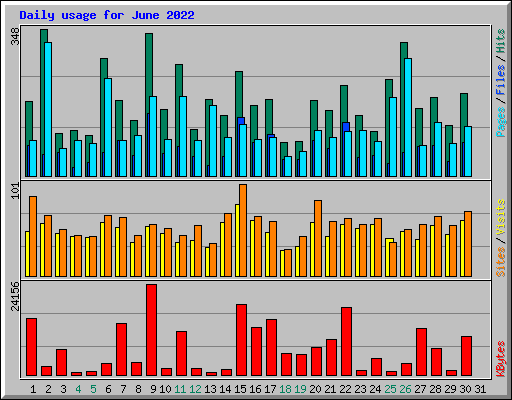 Daily usage for June 2022
348
Pages / Files / Hits
101
Sites / Visits
24156
KBytes
1 2 3 4 5 6 7 8 9 10 11 12 13 14 15 16 17 18 19 20 21 22 23 24 25 26 27 28 29 30 31